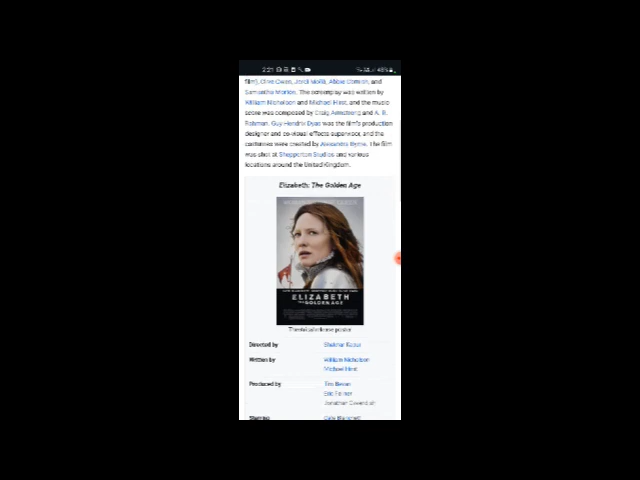 2:21
45%
film), Clive Owen, Jordi Mollà, Abbie Cornish, and
Samantha Morton. The screenplay was written by
William Nicholson and Michael Hirst, and the music
score was composed by Craig Armstrong and A. R.
Rahman. Guy Hendrix Dyas was the film's production
designer and co-visual effects supervisor, and the
costumes were created by Alexandra Byrne. The film
was shot at Shepperton Studios and various
locations around the United Kingdom.
Elizabeth: The Golden Age
ELIZABETH
THE GOLDEN AGE
Theatrical release poster
Directed by Shekhar Kapur
Written by William Nicholson
Michael Hirst
Produced by Tim Bevan
Eric Fellner
Jonathan Cavendish
Starring Cate Blanchett